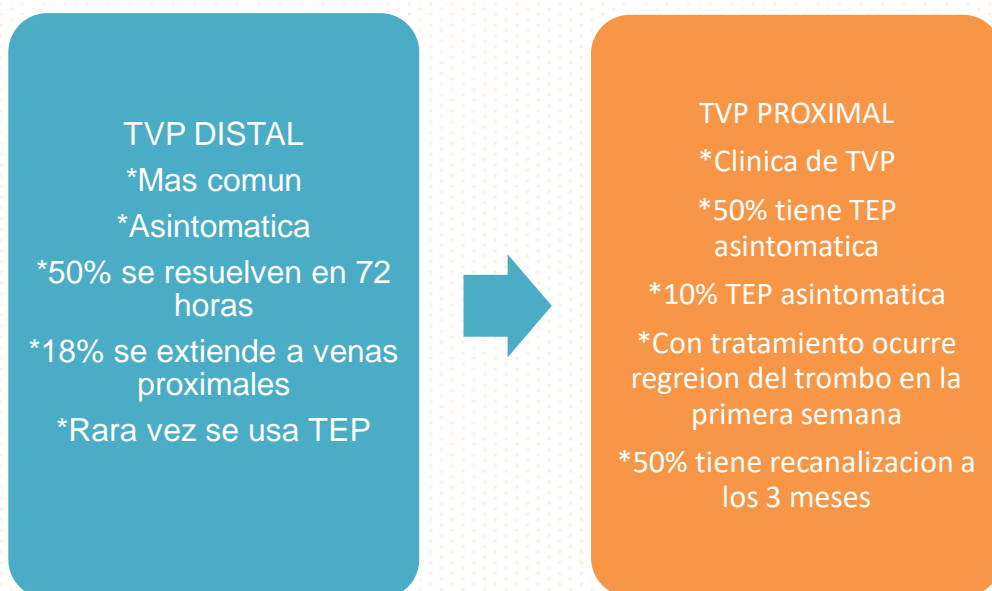 TVP DISTAL
*Mas comun
*Asintomatica
*50% se resuelven en 72
horas
*18% se extiende a venas
proximales
*Rara vez se usa TEP
TVP PROXIMAL
*Clinica de TVP
*50% tiene TEP
asintomatica
*10% TEP asintomatica
*Con tratamiento ocurre
regreion del trombo en la
primera semana
*50% tiene recanalizacion a
los 3 meses